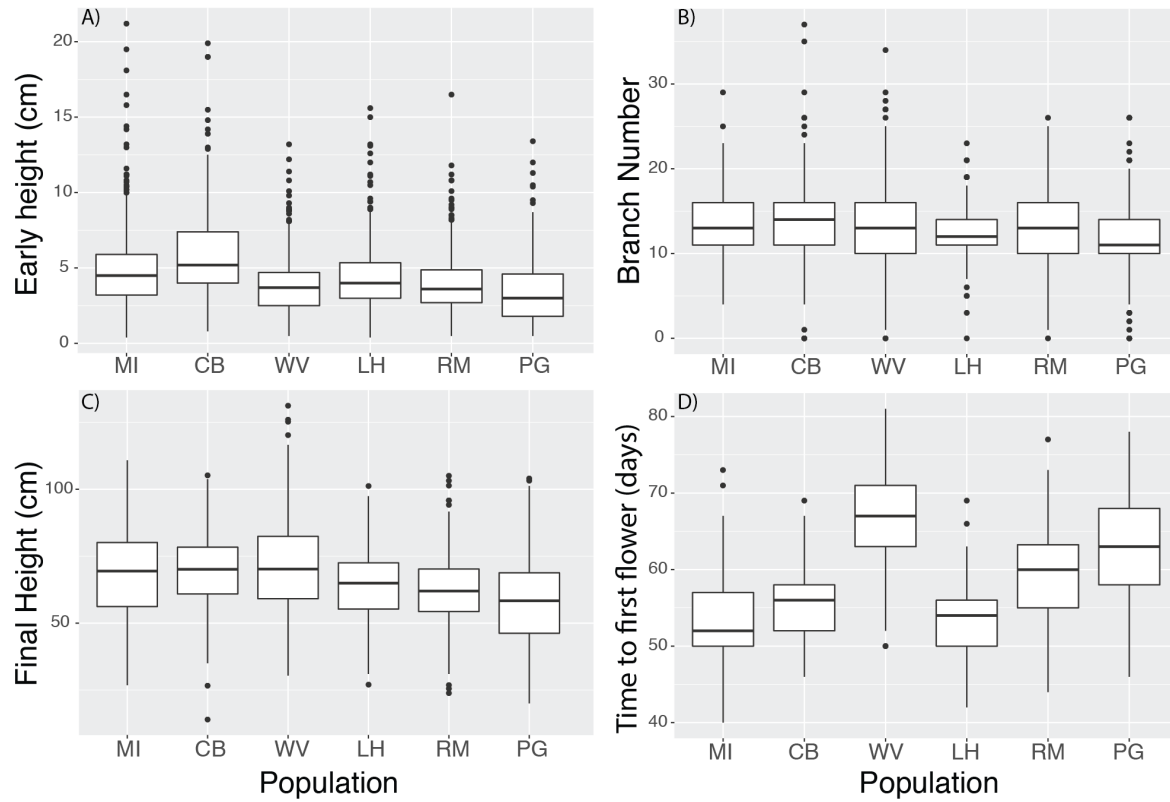 A)
Early height (cm)
20
15
10
5
0
MI CB WV LH RM PG
B)
Branch Number
30
20
10
0
MI CB WV LH RM PG
C)
Final Height (cm)
100
50
MI CB WV LH RM PG
Population
D)
Time to first flower (days)
80
70
60
50
40
MI CB WV LH RM PG
Population